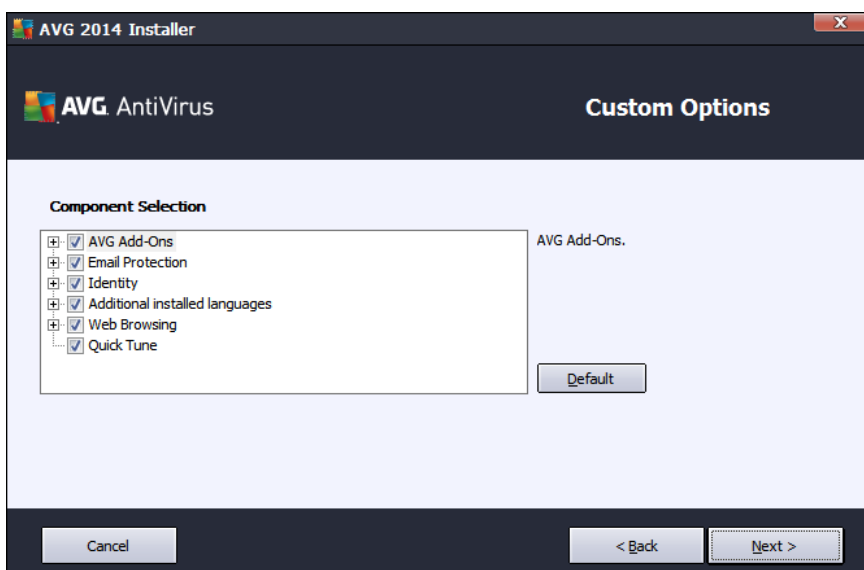 AVG 2014 Installer
X
AVG. AntiVirus
Custom Options
Component Selection
AVG Add-Ons
AVG Add-Ons.
Email Protection
Identity
Additional installed languages
Web Browsing
Quick Tune
Default
Cancel
< Back
Next >